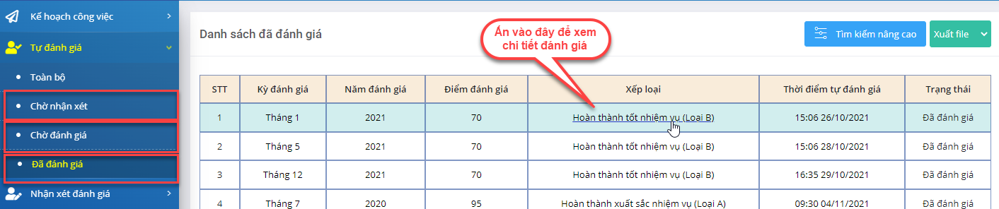 Kế hoạch công việc
Tự đánh giá
Toàn bộ
Chờ nhận xét
Chờ đánh giá
Đã đánh giá
Nhận xét đánh giá
Danh sách đã đánh giá
Ấn vào đây để xem
chi tiết đánh giá
Tìm kiếm nâng cao
Xuất file
STT Kỳ đánh giá Năm đánh giá Điểm đánh giá Xếp loại Thời điểm tự đánh giá Trạng thái
1 Tháng 1 2021 70 Hoàn thành tốt nhiệm vụ (Loại B) 15:06 26/10/2021 Đã đánh giá
2 Tháng 5 2021 70 Hoàn thành tốt nhiệm vụ (Loại B) 15:06 28/10/2021 Đã đánh giá
3 Tháng 12 2021 70 Hoàn thành tốt nhiệm vụ (Loại B) 16:35 29/10/2021 Đã đánh giá
4 Tháng 7 2020 95 Hoàn thành xuất sắc nhiệm vụ (Loại A) 09:30 04/11/2021 Đã đánh giá